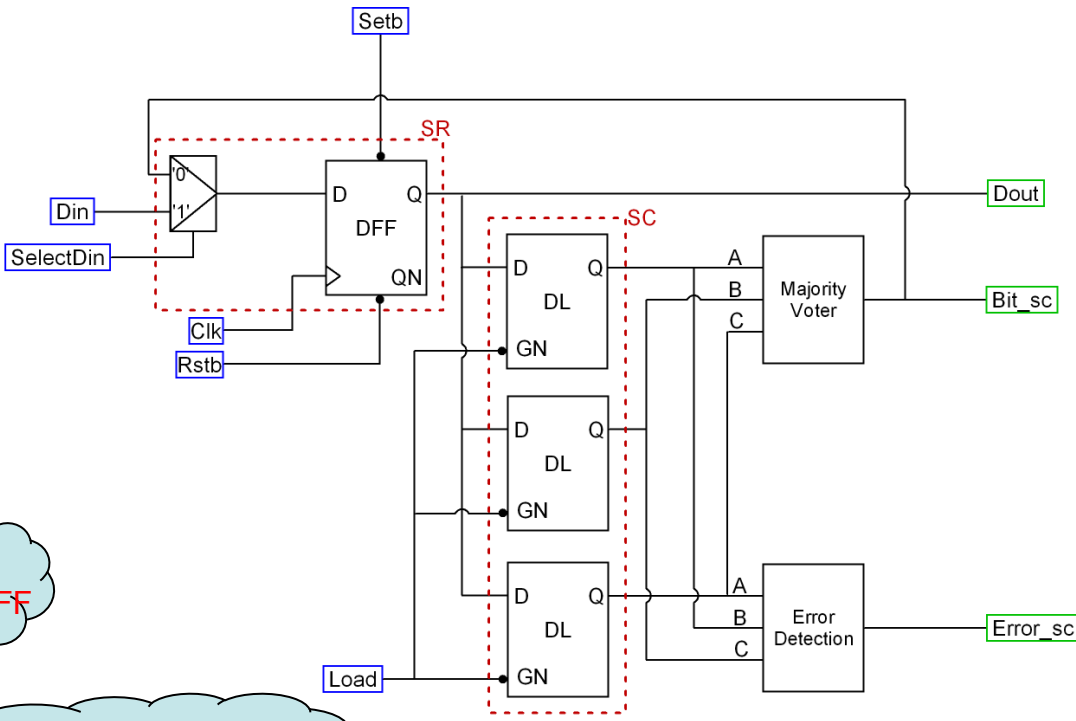 Setb
SR
'0'
'1'
Din
SelectDin
D
Q
DFF
QN
Clk
Rstb
Dout
SC
D
Q
DL
GN
A
B
C
Majority
Voter
Bit_sc
D
Q
DL
GN
D
Q
DL
GN
A
B
C
Error
Detection
Error_sc
Load